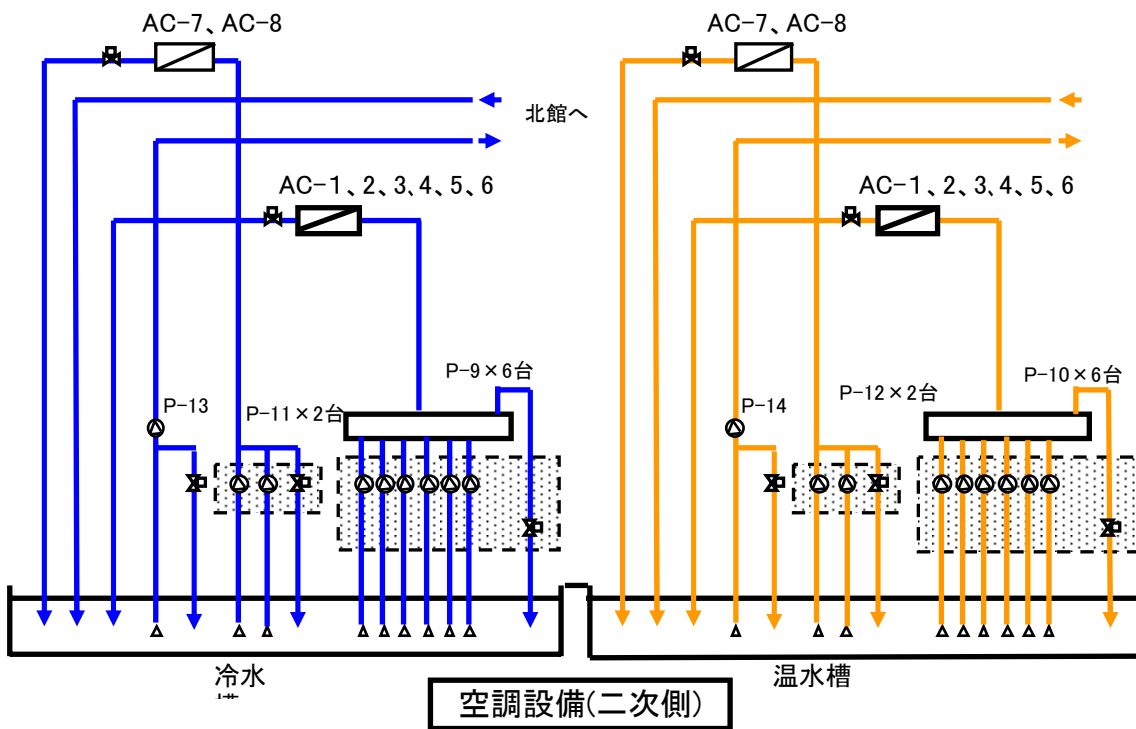 AC-7、AC-8
AC-7、AC-8
北館へ
AC-1、2、3、4、5、6
AC-1、2、3、4、5、6
P-9×6台
P-10×6台
P-13
P-11×2台
P-14
P-12×2台
冷水
温水槽
空調設備(二次側)